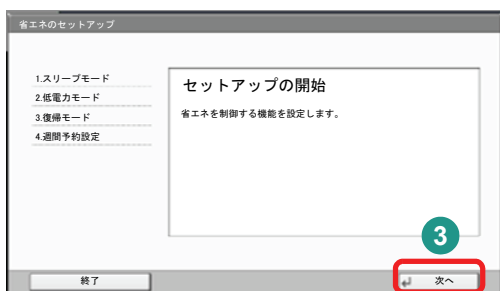 省エネのセットアップ
1.スリープモード
2.低電力モード
3.復帰モード
4.週間予約設定
セットアップの開始
省エネを制御する機能を設定します。
3
終了
次へ